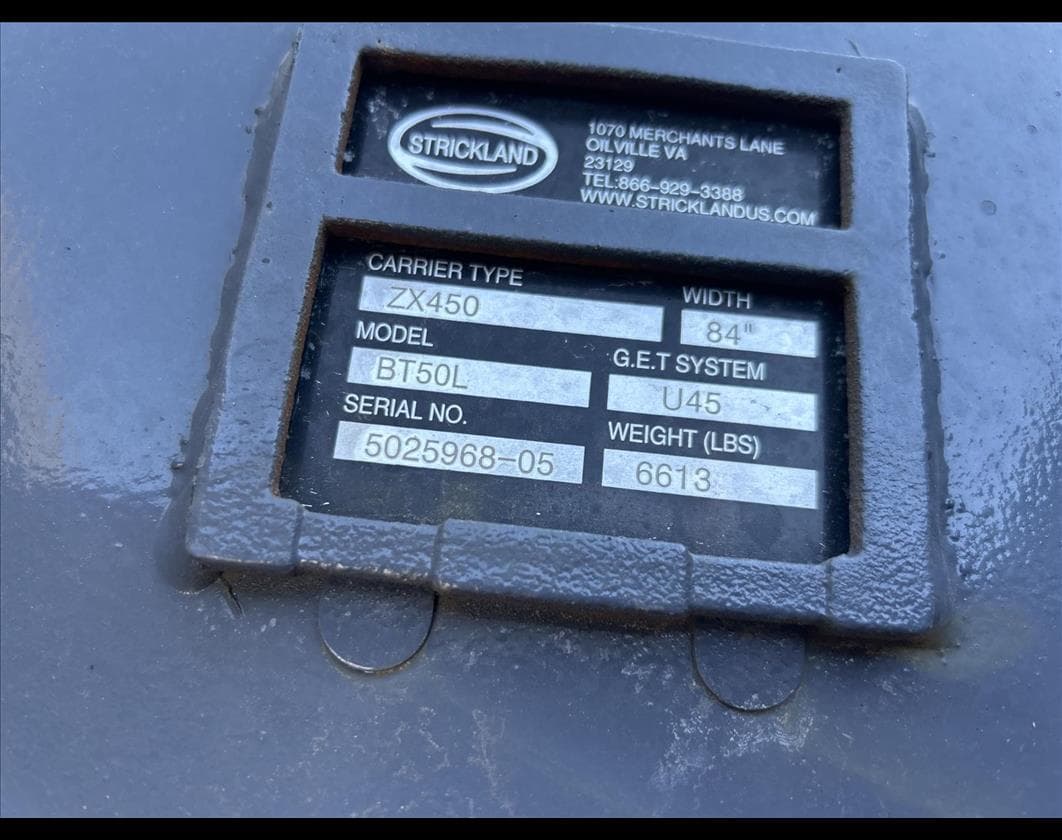 STRICKLAND
1070 MERCHANTS LANE
OILVILLE VA
23129
TEL:866-929-3388
WWW.STRICKLANDUS.COM
CARRIER TYPE
ZX450
WIDTH
84"
MODEL
BT50L
G.E.T SYSTEM
U45
SERIAL NO.
5025968-05
WEIGHT (LBS)
6613